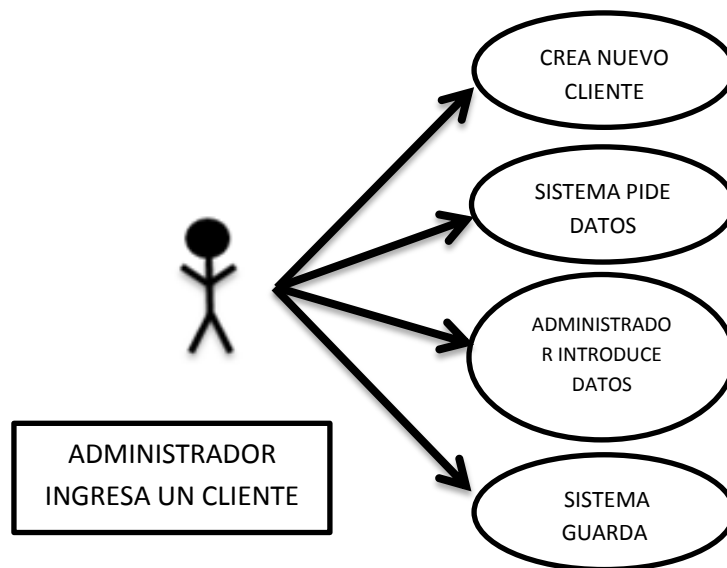 CREA NUEVO
CLIENTE
SISTEMA PIDE
DATOS
ADMINISTRADO
R INTRODUCE
DATOS
ADMINISTRADOR
INGRESA UN CLIENTE
SISTEMA
GUARDA